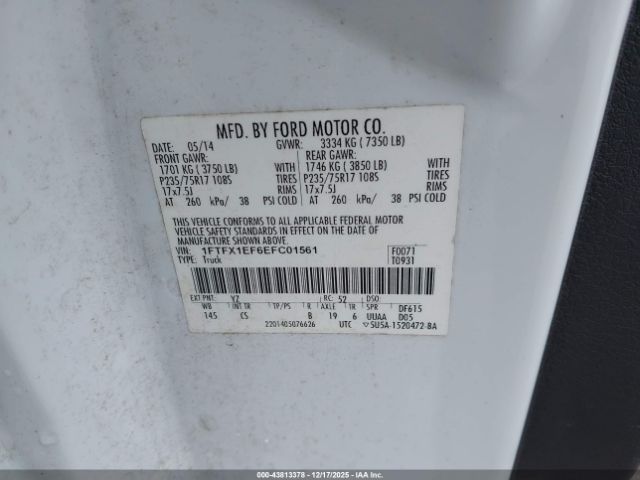 MFD. BY FORD MOTOR CO.
DATE: 05/14 GVWR: 3334 KG ( 7350 LB)
FRONT GAWR: REAR GAWR:
1701 KG ( 3750 LB) WITH 1746 KG ( 3850 LB) WITH
P235/75R17 108S TIRES P235/75R17 108S TIRES
17x7.5J RIMS 17x7.5J RIMS
AT 260 kPa/ 38 PSI COLD AT 260 kPa/ 38 PSI COLD
THIS VEHICLE CONFORMS TO ALL APPLICABLE FEDERAL MOTOR
VEHICLE SAFETY AND THEFT PREVENTION STANDARDS IN EFFECT
ON THE DATE OF MANUFACTURE SHOWN ABOVE.
VIN: 1FTFX1EF6EFC01561 F0071
TYPE: Truck T0931
EXT PNT: YZ RC: 52 DSO:
WB INT TR TP/PS R AXLE TR SPR DF615
145 CS B 19 6 UUAA D05
2201405076626 UTC 5U5A-1520472-BA
000-43813378 - 12/17/2025 - IAA Inc.